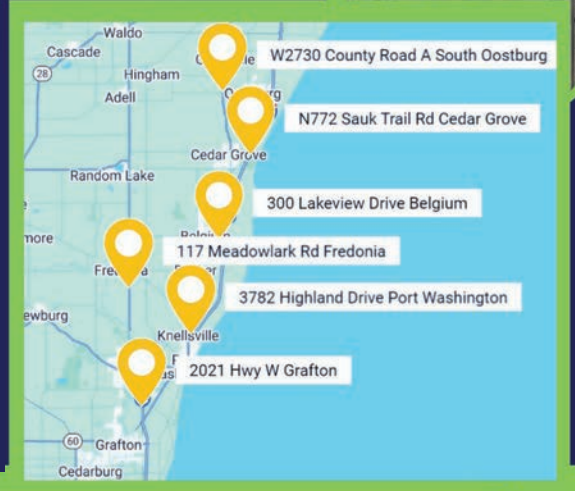 Waldo
Cascade
W2730 County Road A South Oostburg
28
Hingham
Adell
N772 Sauk Trail Rd Cedar Grove
Cedar Grove
Random Lake
300 Lakeview Drive Belgium
117 Meadowlark Rd Fredonia
3782 Highland Drive Port Washington
Knellsville
2021 Hwy W Grafton
60
Grafton
Cedarburg